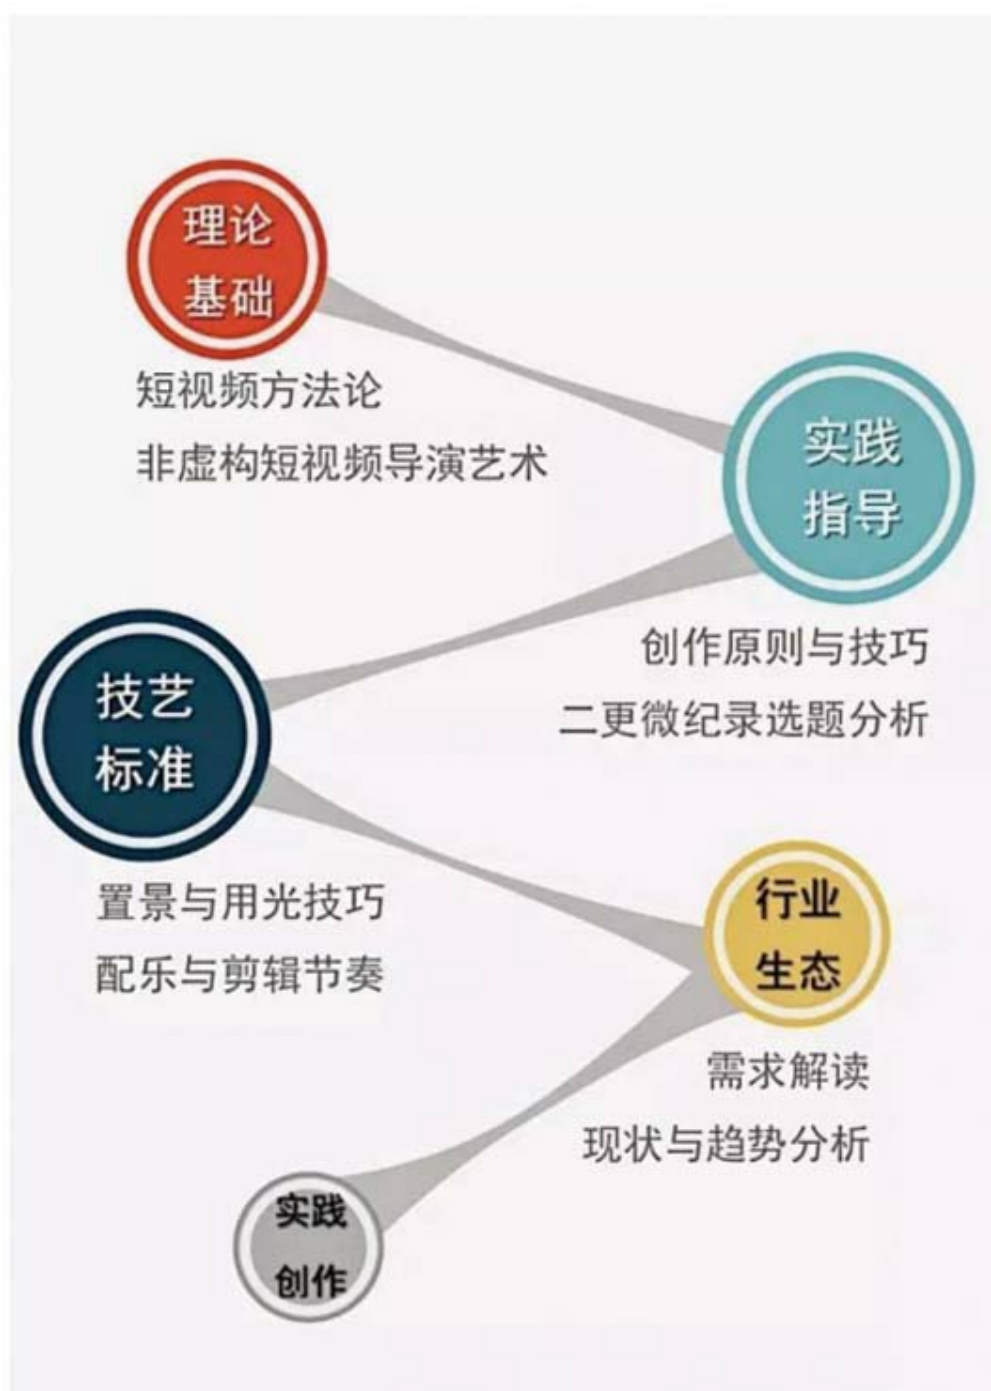 理论
基础
短视频方法论
非虚构短视频导演艺术
实践
指导
创作原则与技巧
二更微纪录选题分析
技艺
标准
置景与用光技巧
配乐与剪辑节奏
行业
生态
需求解读
现状与趋势分析
实践
创作